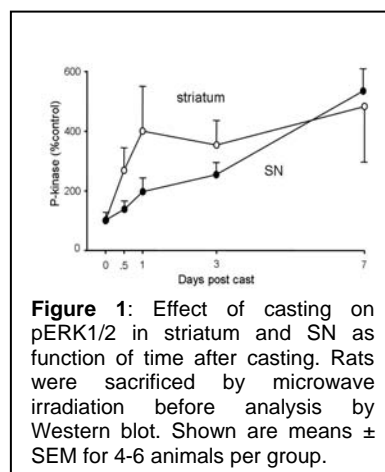 600
400
200
0
P-kinase (%control)
striatum
SN
0 .5 1 3 7
Days post cast
Figure 1: Effect of casting on
pERK1/2 in striatum and SN as
function of time after casting. Rats
were sacrificed by microwave
irradiation before analysis by
Western blot. Shown are means ±
SEM for 4-6 animals per group.